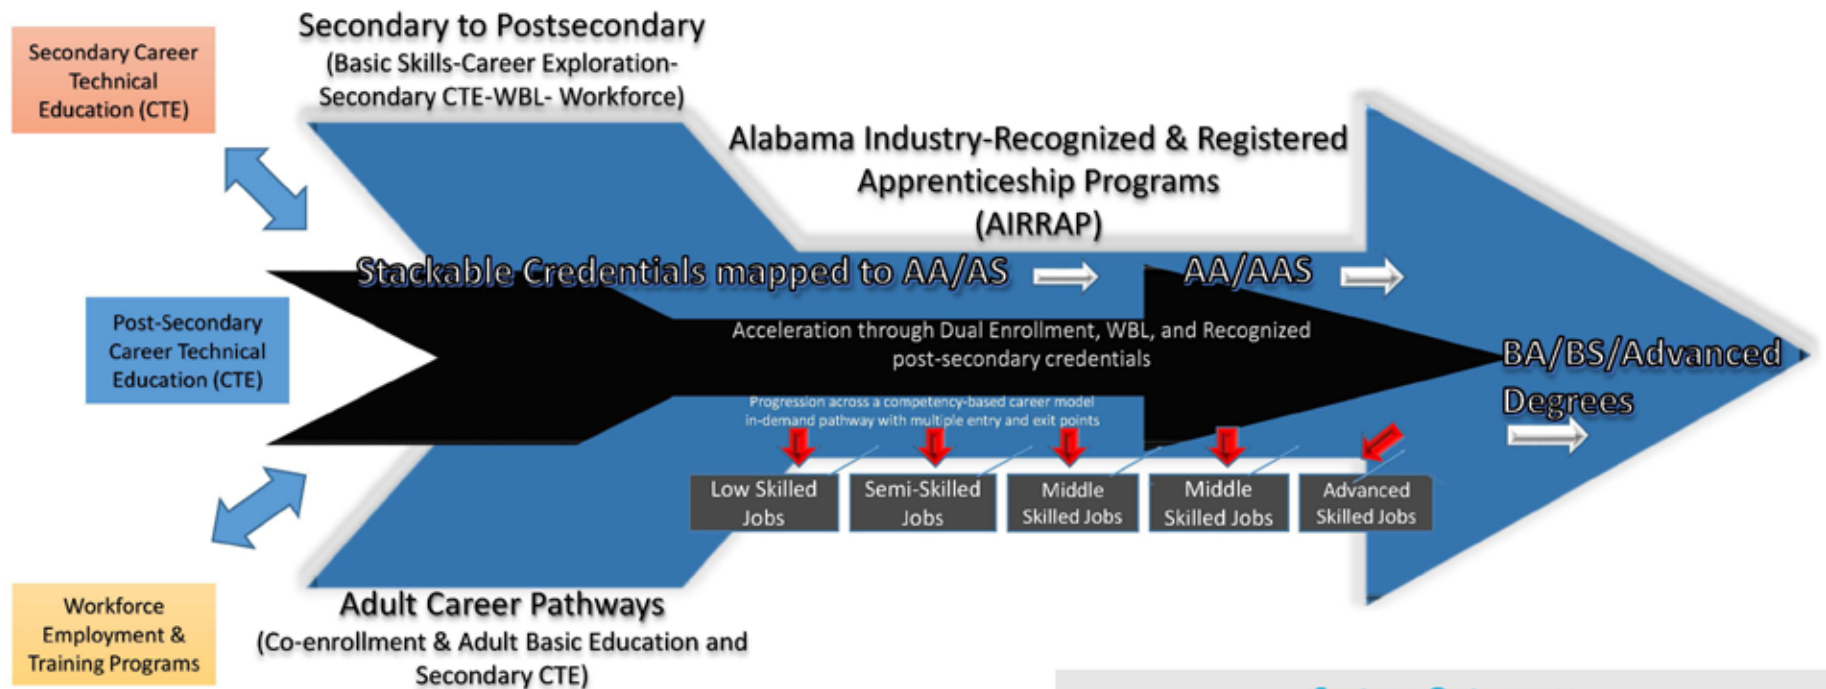 Secondary to Postsecondary
(Basic Skills-Career Exploration-
Secondary CTE-WBL- Workforce)
Secondary Career
Technical
Education (CTE)
Alabama Industry-Recognized & Registered
Apprenticeship Programs
(AIRRAP)
Stackable Credentials mapped to AA/AS
AA/AAS
Post-Secondary
Career Technical
Education (CTE)
Acceleration through Dual Enrollment, WBL, and Recognized
post-secondary credentials
BA/BS/Advanced
Degrees
Progression across a competency-based career model
in-demand pathway with multiple entry and exit points
Low Skilled
Jobs
Semi-Skilled
Jobs
Middle
Skilled Jobs
Middle
Skilled Jobs
Advanced
Skilled Jobs
Workforce
Employment &
Training Programs
Adult Career Pathways
(Co-enrollment & Adult Basic Education and
Secondary CTE)